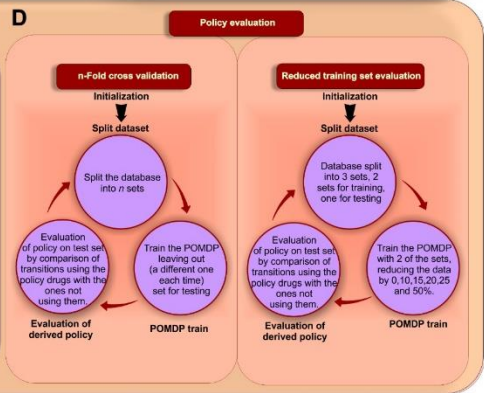 D
Policy evaluation
n-Fold cross validation
Initialization
Split dataset
Split the database
into n sets
Train the POMDP
leaving out
(a different one
each time)
set for testing
POMDP train
Evaluation
of policy on test set
by comparison of
transitions using the
policy drugs with the
ones not
using them.
Evaluation of
derived policy
Reduced training set evaluation
Initialization
Split dataset
Database split
into 3 sets, 2
sets for training,
one for testing
Train the POMDP
with 2 of the sets,
reducing the data
by 0,10,15,20,25
and 50%.
POMDP train
Evaluation
of policy on test set
by comparison of
transitions using the
policy drugs with the
ones not
using them.
Evaluation of
derived policy